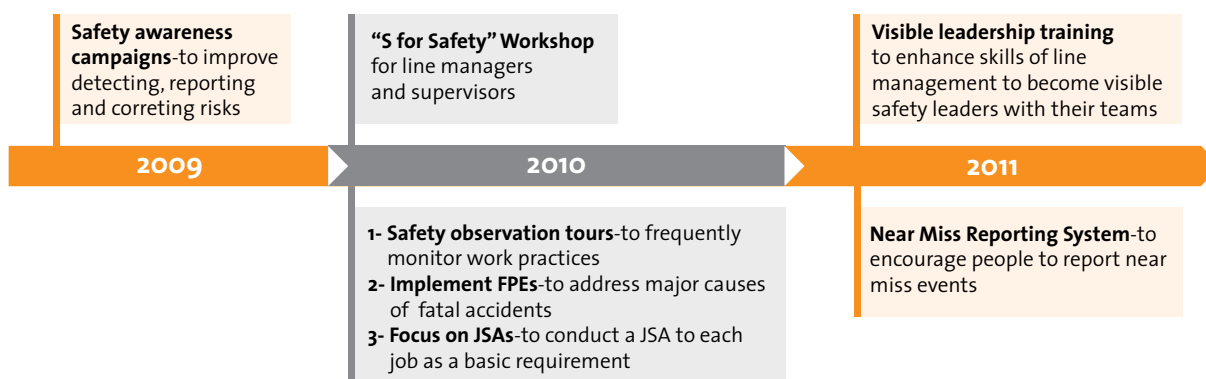 Safety awareness
campaigns-to improve
detecting, reporting
and correting risks
“S for Safety” Workshop
for line managers
and supervisors
Visible leadership training
to enhance skills of line
management to become visible
safety leaders with their teams
2009
2010
2011
1- Safety observation tours-to frequently
monitor work practices
2- Implement FPEs-to address major causes
of fatal accidents
3- Focus on JSAs-to conduct a JSA to each
job as a basic requirement
Near Miss Reporting System-to
encourage people to report near
miss events